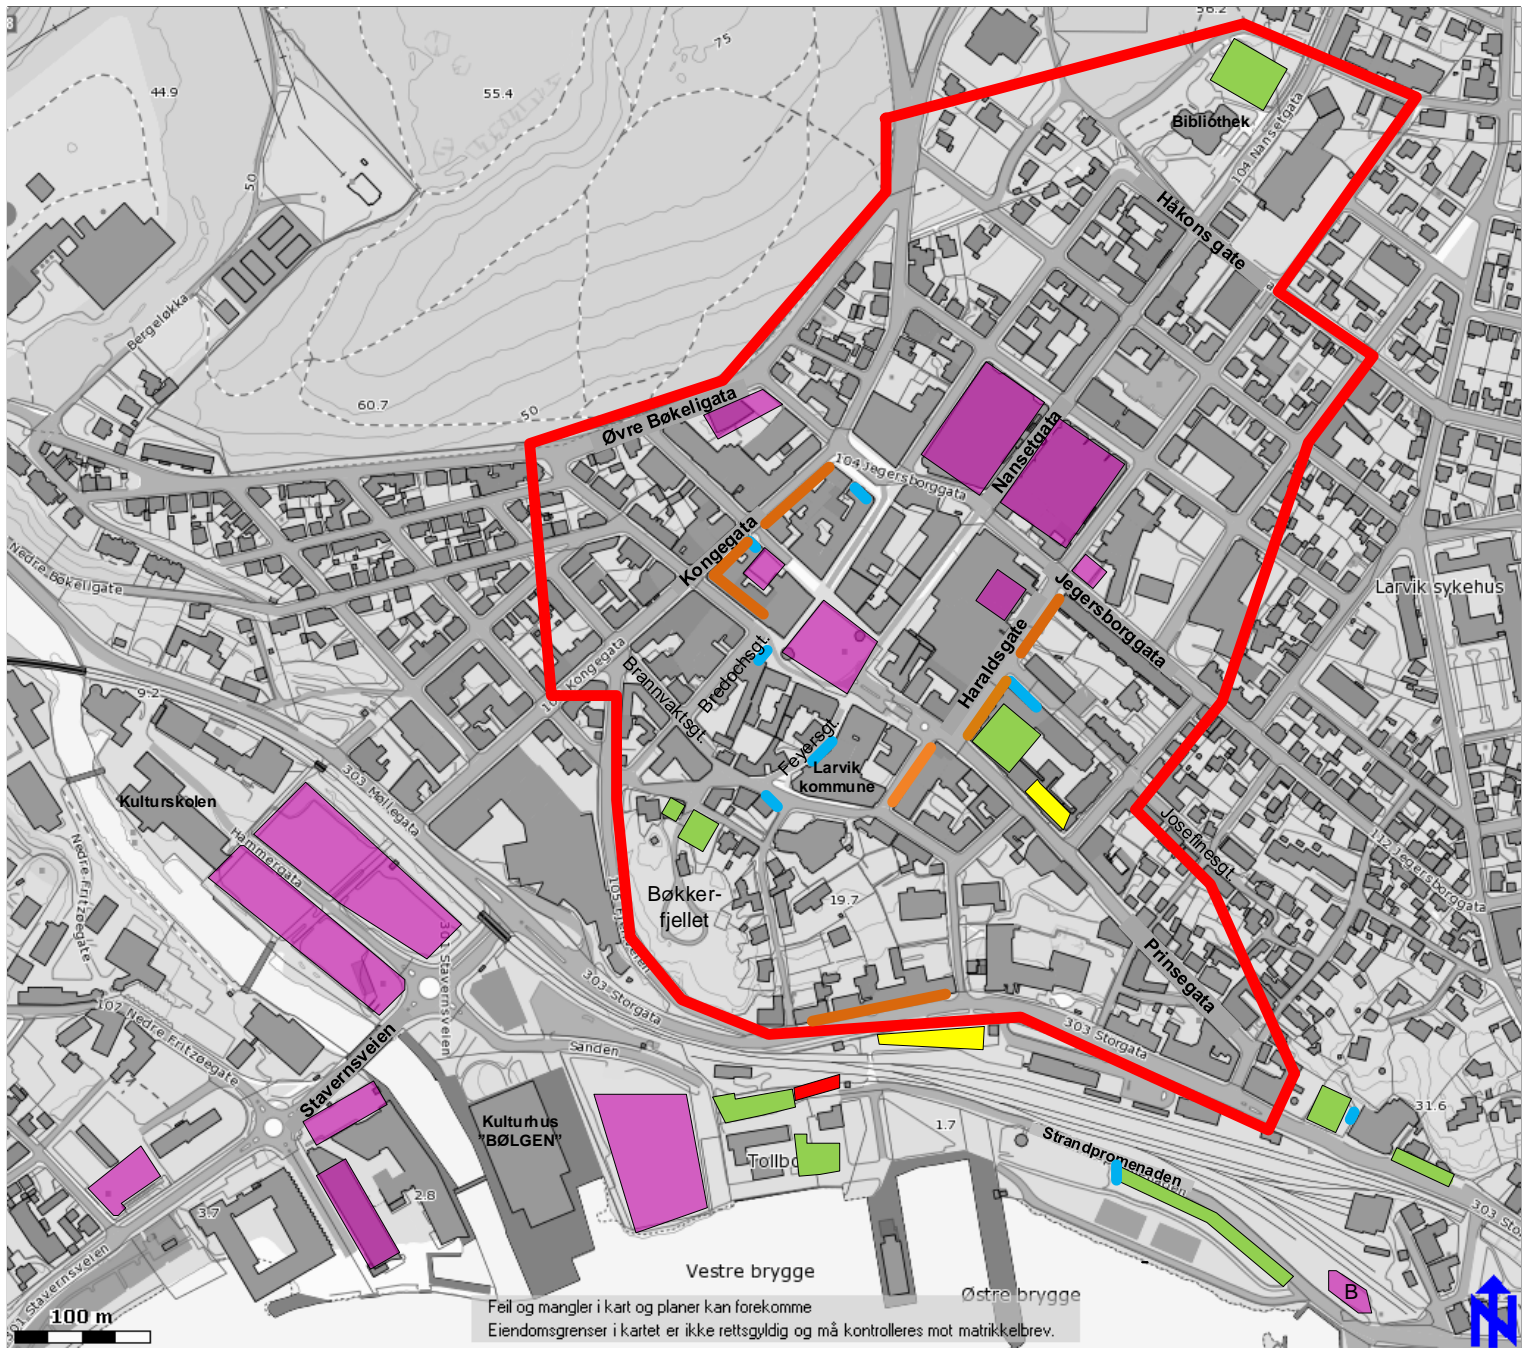 56.2
75
44.9
55.4
50
Bibliothek
104 Nansetgata
Håkons gate
Bergeløkka
60.7
50
Øvre Bøkeligata
Nansetgata
104 Jegersborggata
Kongegata
Nedre Bøkeligate
Larvik sykehus
Jegersborggata
Haraldsgate
Bredochsgt.
Kongegata
Brannvaktsgt.
9.2
Feyersgt.
Larvik
kommune
303 Møllegata
Kulturskolen
Josefinesgt
Hammergata
112 Jegersborggata
Nedre Fritzøegate
Bøkker-
fjellet
19.7
301 Stavernsveien
Prinsegata
303 Storgata
107 Nedre Fritzøegate
303 Storgata
Sanden
Stavernsveien
Kulturhus
"BØLGEN"
1.7
31.6
Strandpromenaden
Tollbo
2.8
3.7
303 Sto
301 Stavernsveien
Vestre brygge
B
Østre brygge
100 m
Feil og mangler i kart og planer kan forekomme
Eiendomsgrenser i kartet er ikke rettsgyldig og må kontrolleres mot matrikkelbrev.
N